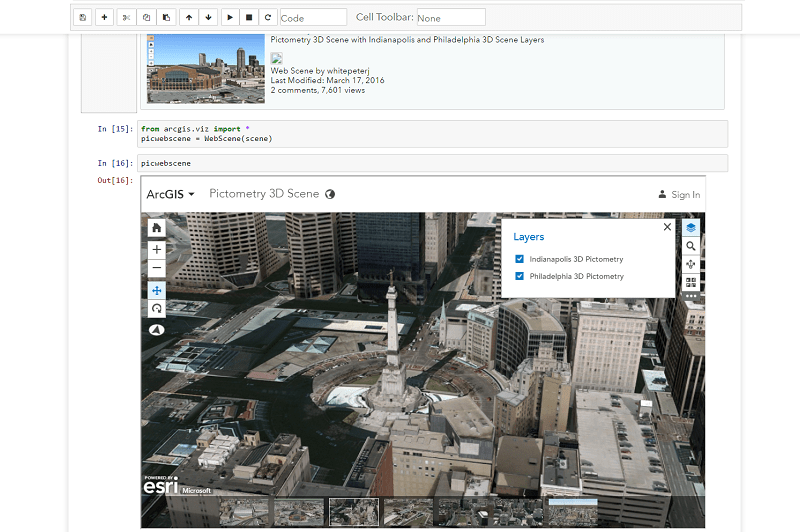 Code
Cell Toolbar: None
Pictometry 3D Scene with Indianapolis and Philadelphia 3D Scene Layers
Web Scene by whitepeterj
Last Modified: March 17, 2016
2 comments, 7,601 views
In [15]: from arcgis.viz import *
picwebscene = WebScene(scene)
In [16]: picwebscene
Out[16]:
ArcGIS
Pictometry 3D Scene
Sign In
Layers
Indianapolis 3D Pictometry
Philadelphia 3D Pictometry
POWERED BY
esri
Microsoft